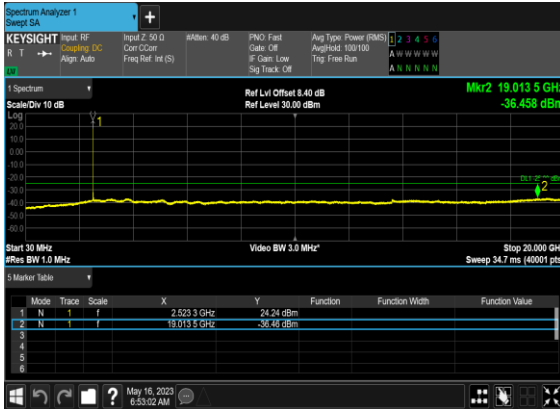 Spectrum Analyzer 1
Swept SA
+
KEYSIGHT Input: RF Input Z: 50 Ω #Atten: 40 dB PNO: Fast Avg Type: Power (RMS) 1 2 3 4 5 6
R T Coupling: DC Corr CCorr Gate: Off Avg|Hold: 100/100 A W W W W W
Align: Auto Freq Ref: Int (S) IF Gain: Low Trig: Free Run
Sig Track: Off A N N N N N
1 Spectrum
Ref Lvl Offset 8.40 dB Mkr2 19.013 5 GHz
Scale/Div 10 dB Ref Level 30.00 dBm -36.458 dBm
Log
1
20.0
10.0
0.00
-10.0
-20.0
2
-30.0
-40.0
-50.0
-60.0
Start 30 MHz Video BW 3.0 MHz* Stop 20.000 GH
#Res BW 1.0 MHz Sweep 34.7 ms (40001 pts
5 Marker Table
Mode Trace Scale X Y Function Function Width Function Value
1 N 1 f 2.523 3 GHz 24.24 dBm
2 N 1 f 19.013 5 GHz -36.46 dBm
3
4
5
6
? May 16, 2023
6:53:02 AM